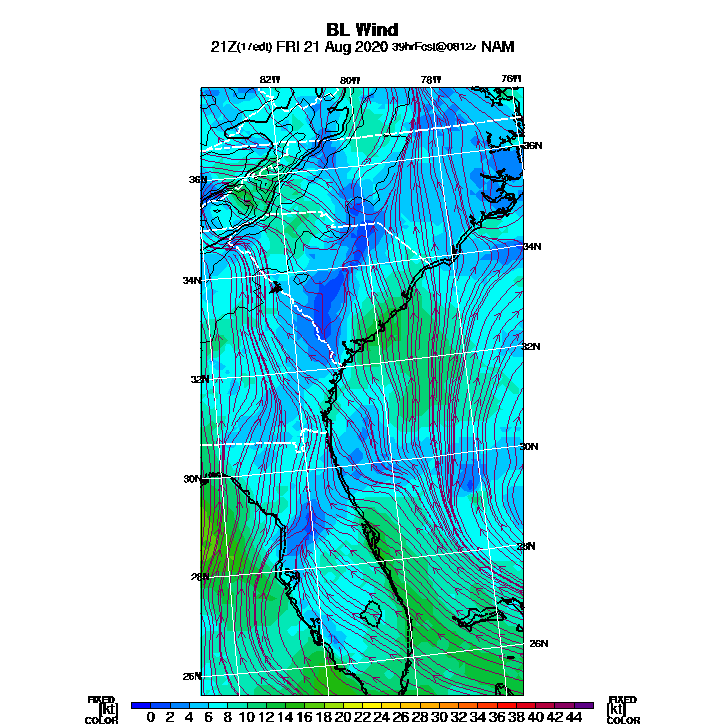 BL Wind
21Z(17edt) FRI 21 Aug 2020 39hrFcst@0812z NAM
82W 80W 78W 76W
36N 36N
34N 34N
32N 32N
30N 30N
28N 28N
26N 26N
FIXED FIXED
[kt] 0 2 4 6 8 10 12 14 16 18 20 22 24 26 28 30 32 34 36 38 40 42 44 [kt]
COLOR COLOR